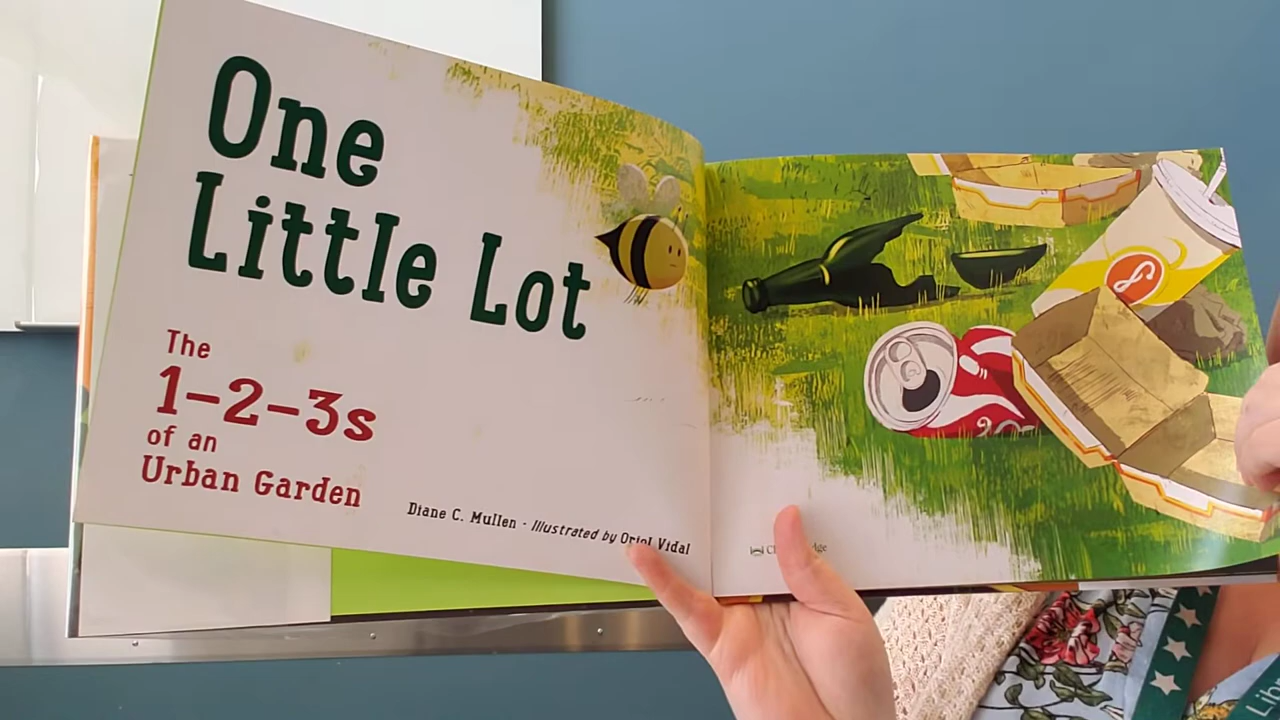 One
Little Lot
The
1-2-3s
of an
Urban Garden
Diane C. Mullen · Illustrated by Oriol Vidal